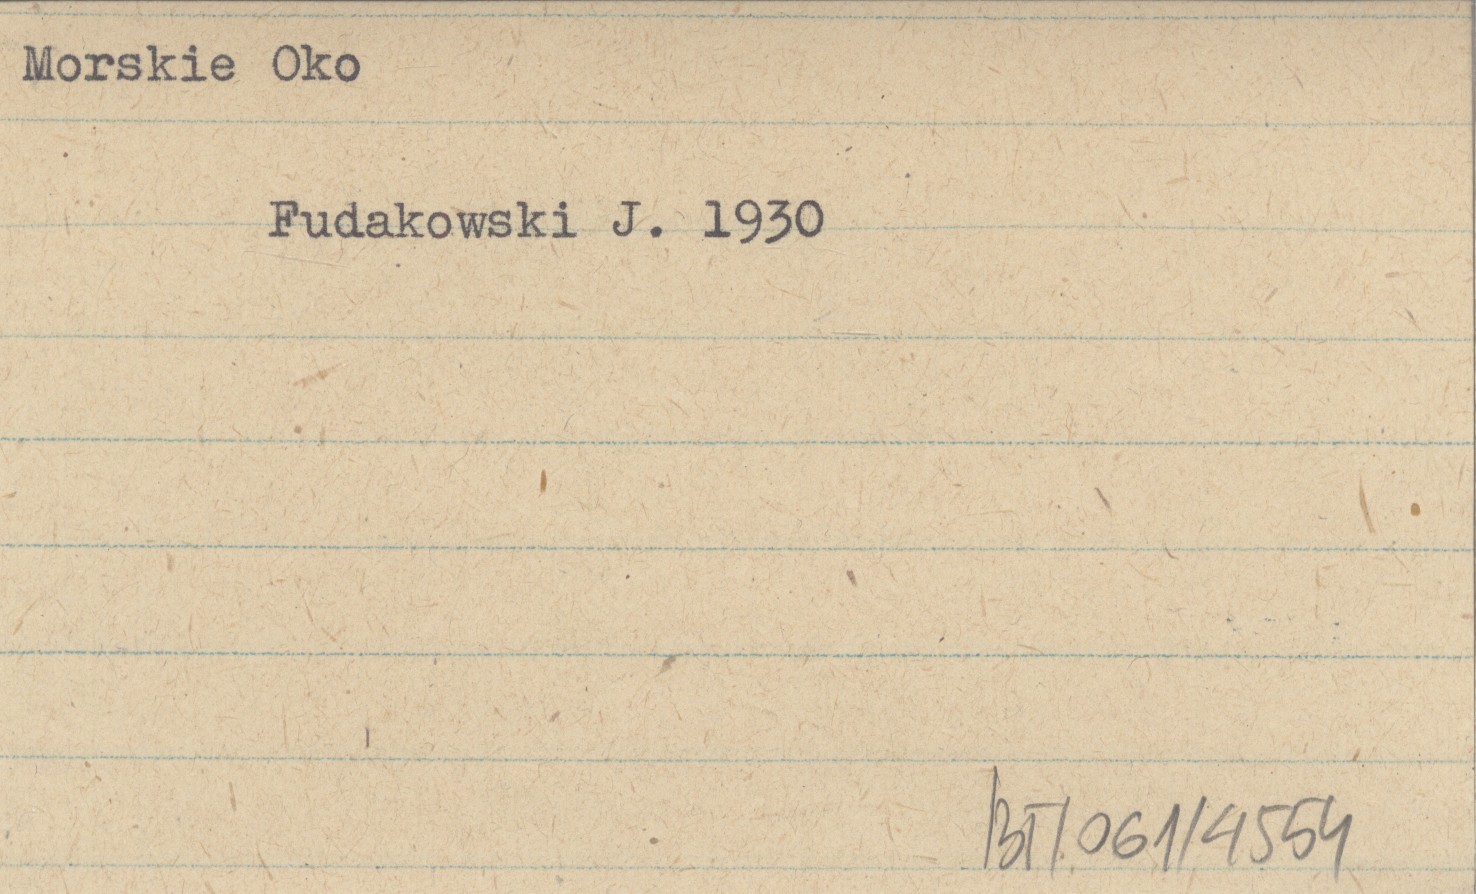 Morskie Oko
Fudakowski J. 1930
/BT/.061/4554